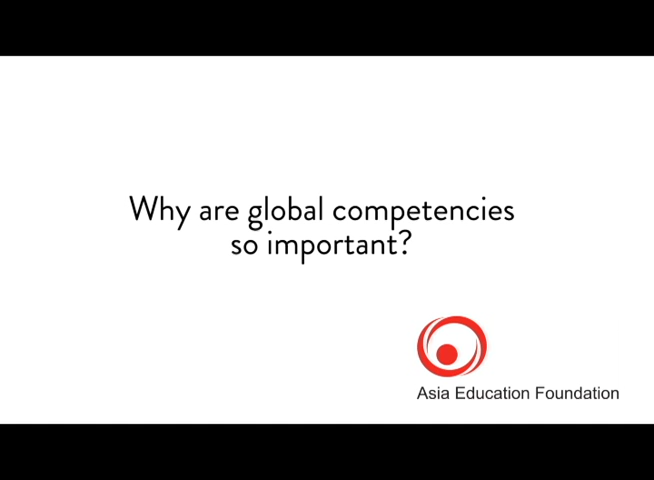 Why are global competencies
so important?
Asia Education Foundation